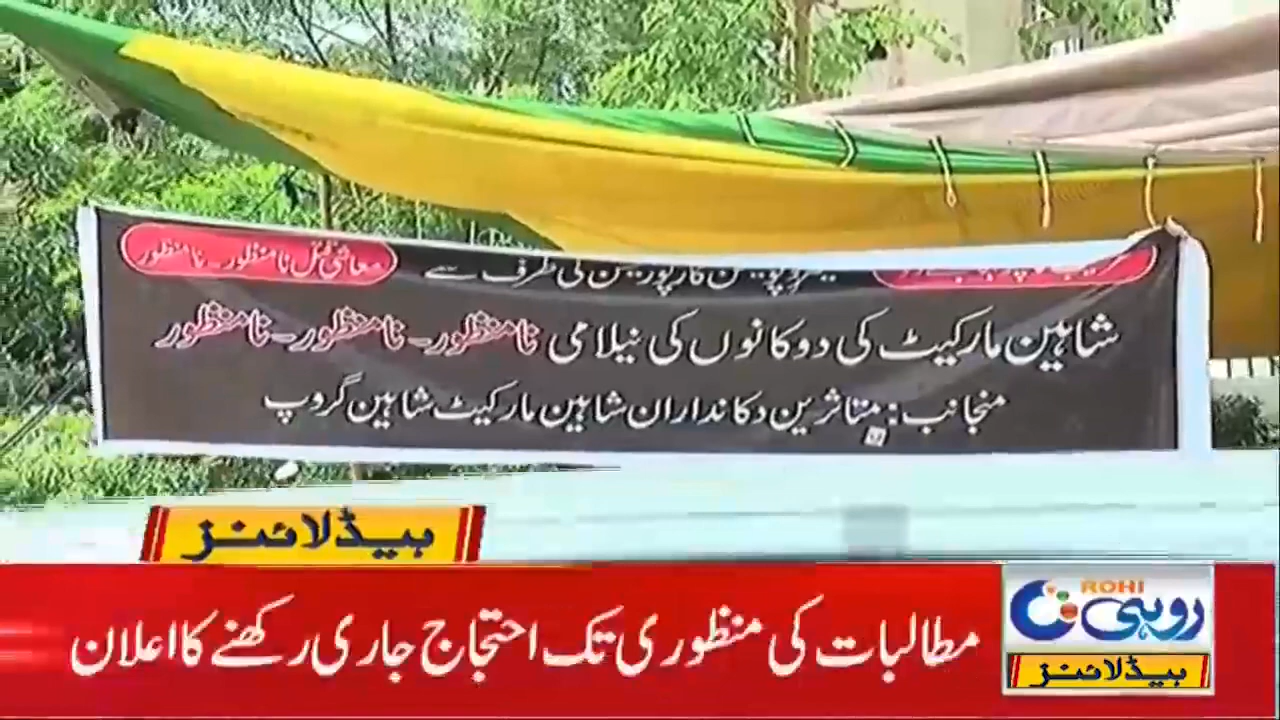 معاشی قتل نامنظور۔ نامنظور
کارپوریشن کی طرف سے
شاہین مارکیٹ کی دوکانوں کی نیلامی نامنظور۔ نامنظور۔ نامنظور
منجانب: متاثرین دکانداران شاہین مارکیٹ شاہین گروپ
ہیڈلائنز
مطالبات کی منظوری تک احتجاج جاری رکھنے کا اعلان
ROHI
روہی
ہیڈلائنز